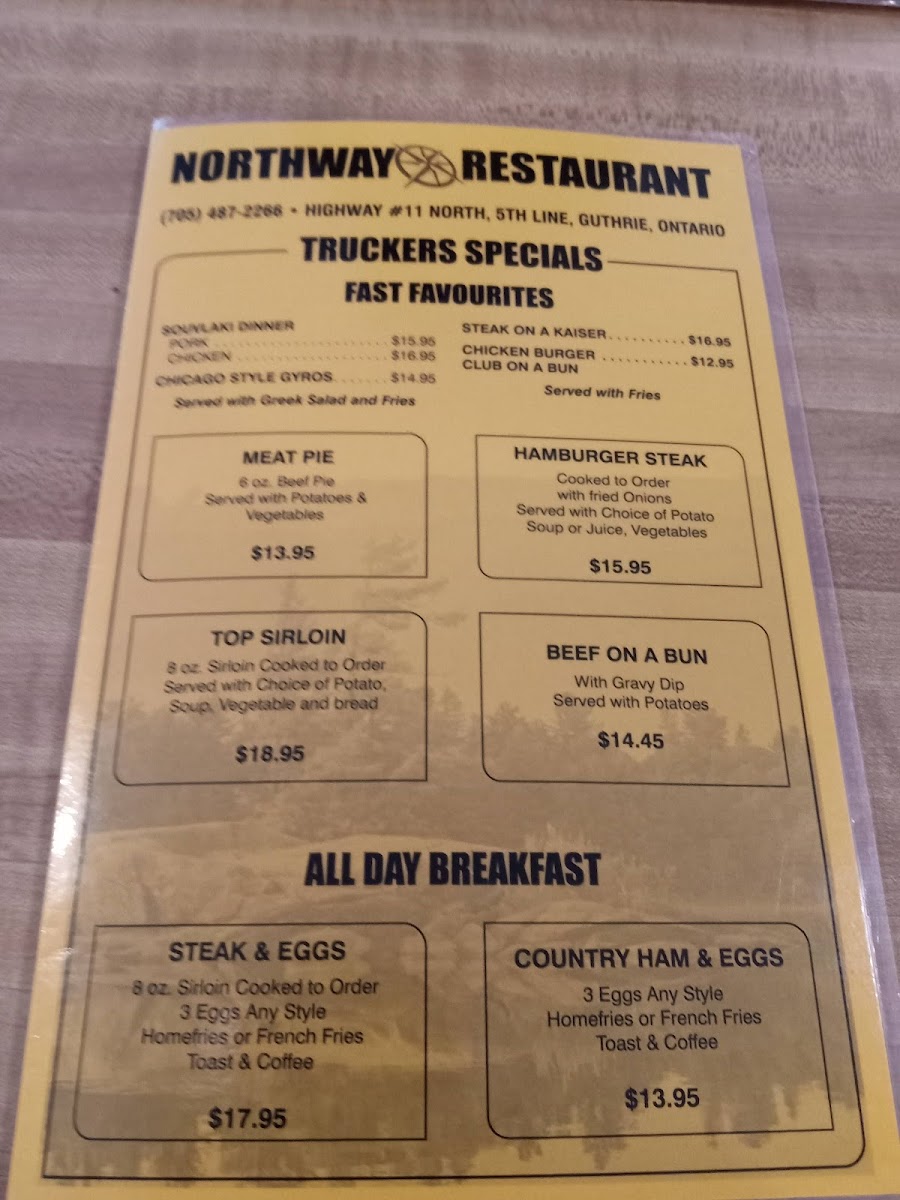 NORTHWAY RESTAURANT
(705) 487-2266 • HIGHWAY #11 NORTH, 5TH LINE, GUTHRIE, ONTARIO
TRUCKERS SPECIALS
FAST FAVOURITES
SOUVLAKI DINNER
PORK ........................ $15.95
CHICKEN .................... $16.95
CHICAGO STYLE GYROS....... $14.95
Served with Greek Salad and Fries
STEAK ON A KAISER.......... $16.95
CHICKEN BURGER ........... $12.95
CLUB ON A BUN
Served with Fries
MEAT PIE
6 oz. Beef Pie
Served with Potatoes &
Vegetables
$13.95
HAMBURGER STEAK
Cooked to Order
with fried Onions
Served with Choice of Potato
Soup or Juice, Vegetables
$15.95
TOP SIRLOIN
8 oz. Sirloin Cooked to Order
Served with Choice of Potato,
Soup, Vegetable and bread
$18.95
BEEF ON A BUN
With Gravy Dip
Served with Potatoes
$14.45
ALL DAY BREAKFAST
STEAK & EGGS
8 oz. Sirloin Cooked to Order
3 Eggs Any Style
Homefries or French Fries
Toast & Coffee
$17.95
COUNTRY HAM & EGGS
3 Eggs Any Style
Homefries or French Fries
Toast & Coffee
$13.95